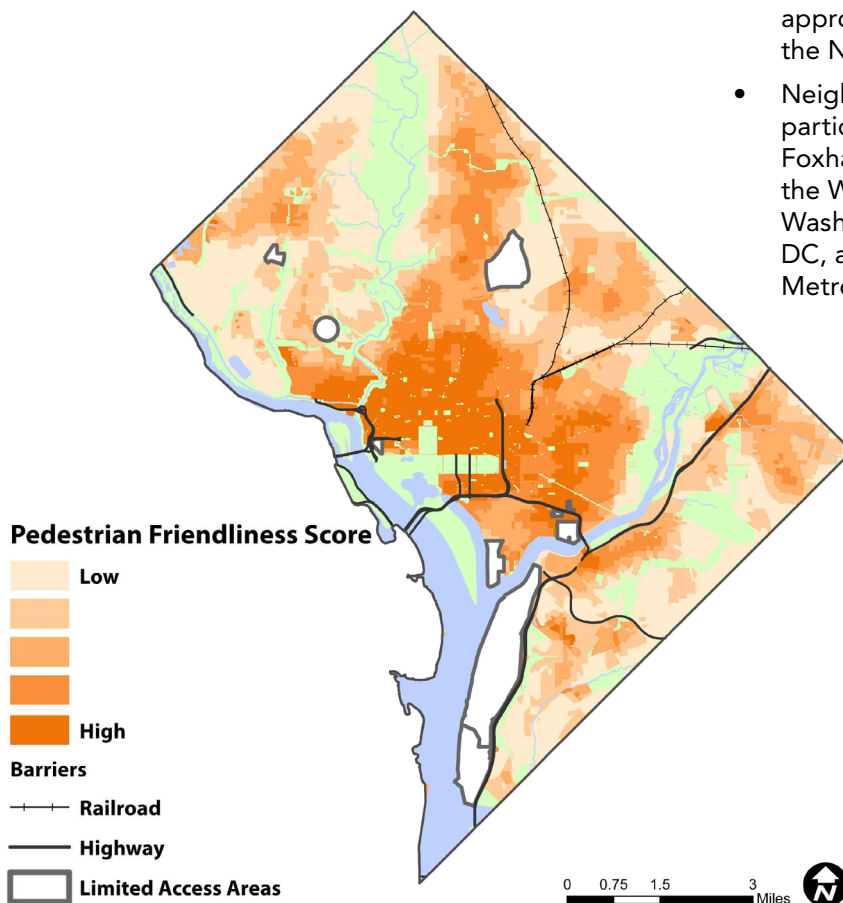 appro
the N
• Neigh
partic
Foxha
the W
Wash
DC, a
Metro
Pedestrian Friendliness Score
Low
High
Barriers
Railroad
Highway
Limited Access Areas
0 0.75 1.5 3
Miles
N